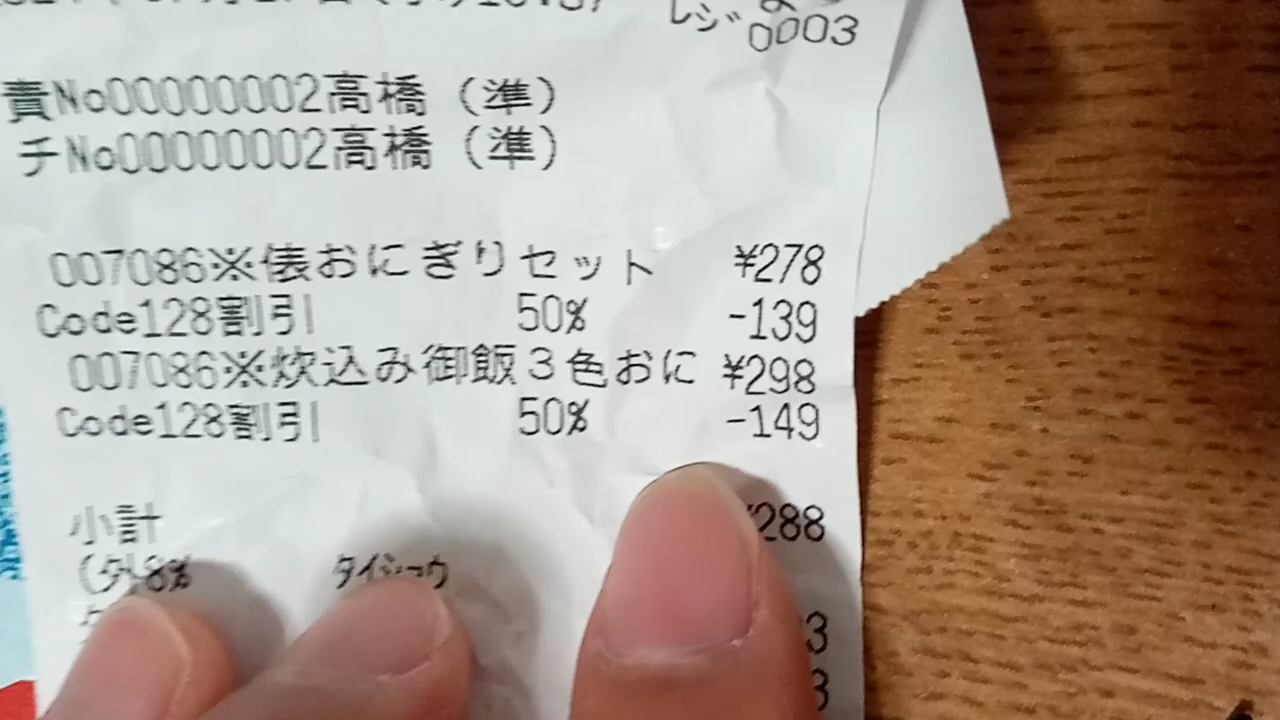 レジ 0003
責No00000002高橋（準）
チNo00000002高橋（準）
007086※俵おにぎりセット ¥278
Code128割引 50% -139
007086※炊込み御飯３色おに ¥298
Code128割引 50% -149
小計 ¥288
(外8% タイショウ
3
3